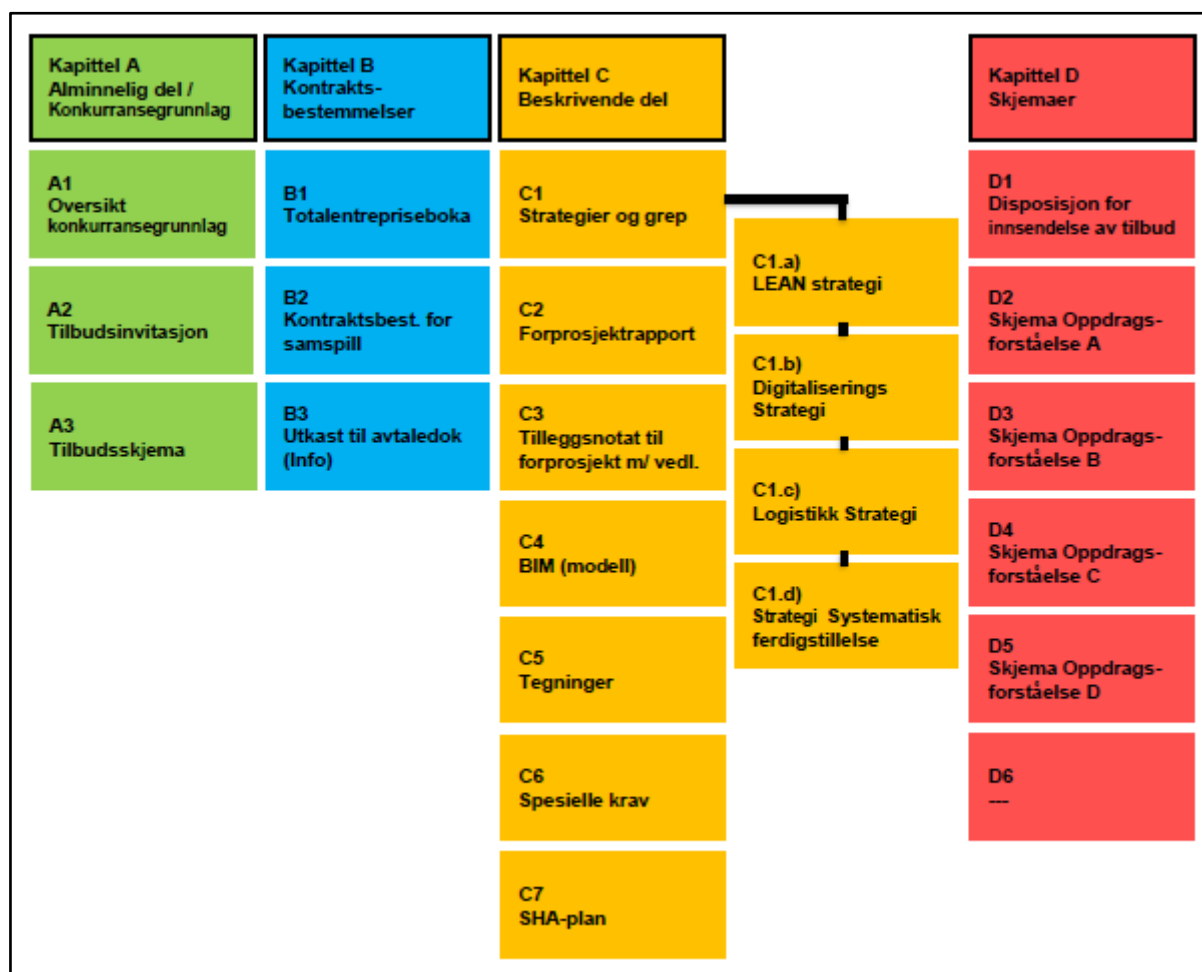 Kapittel A
Alminnelig del /
Konkurransegrunnlag
A1
Oversikt
konkurransegrunnlag
A2
Tilbudsinvitasjon
A3
Tilbudsskjema
Kapittel B
Kontrakts-
bestemmelser
B1
Totalentrepriseboka
B2
Kontraktsbest. for
samspill
B3
Utkast til avtaledok
(Info)
Kapittel C
Beskrivende del
C1
Strategier og grep
C2
Forprosjektrapport
C3
Tilleggsnotat til
forprosjekt m/ vedl.
C4
BIM (modell)
C5
Tegninger
C6
Spesielle krav
C7
SHA-plan
C1.a)
LEAN strategi
C1.b)
Digitaliserings
Strategi
C1.c)
Logistikk Strategi
C1.d)
Strategi Systematisk
ferdigstillelse
Kapittel D
Skjemaer
D1
Disposisjon for
innsendelse av tilbud
D2
Skjema Oppdrags-
forståelse A
D3
Skjema Oppdrags-
forståelse B
D4
Skjema Oppdrags-
forståelse C
D5
Skjema Oppdrags-
forståelse D
D6
---